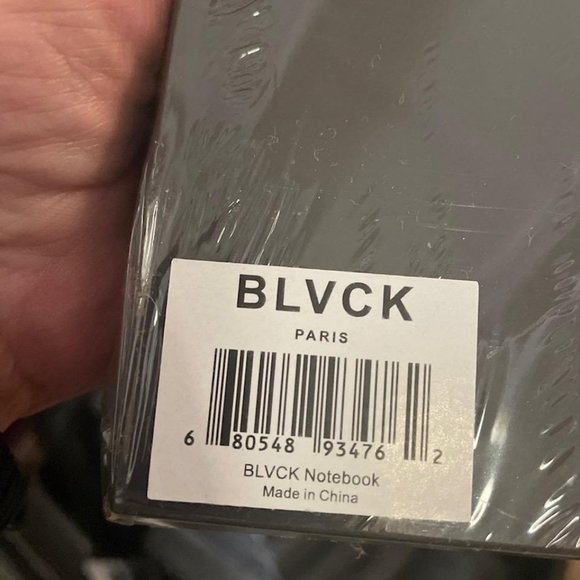 BLVCK
PARIS
6 80548 93476 2
BLVCK Notebook
Made in China